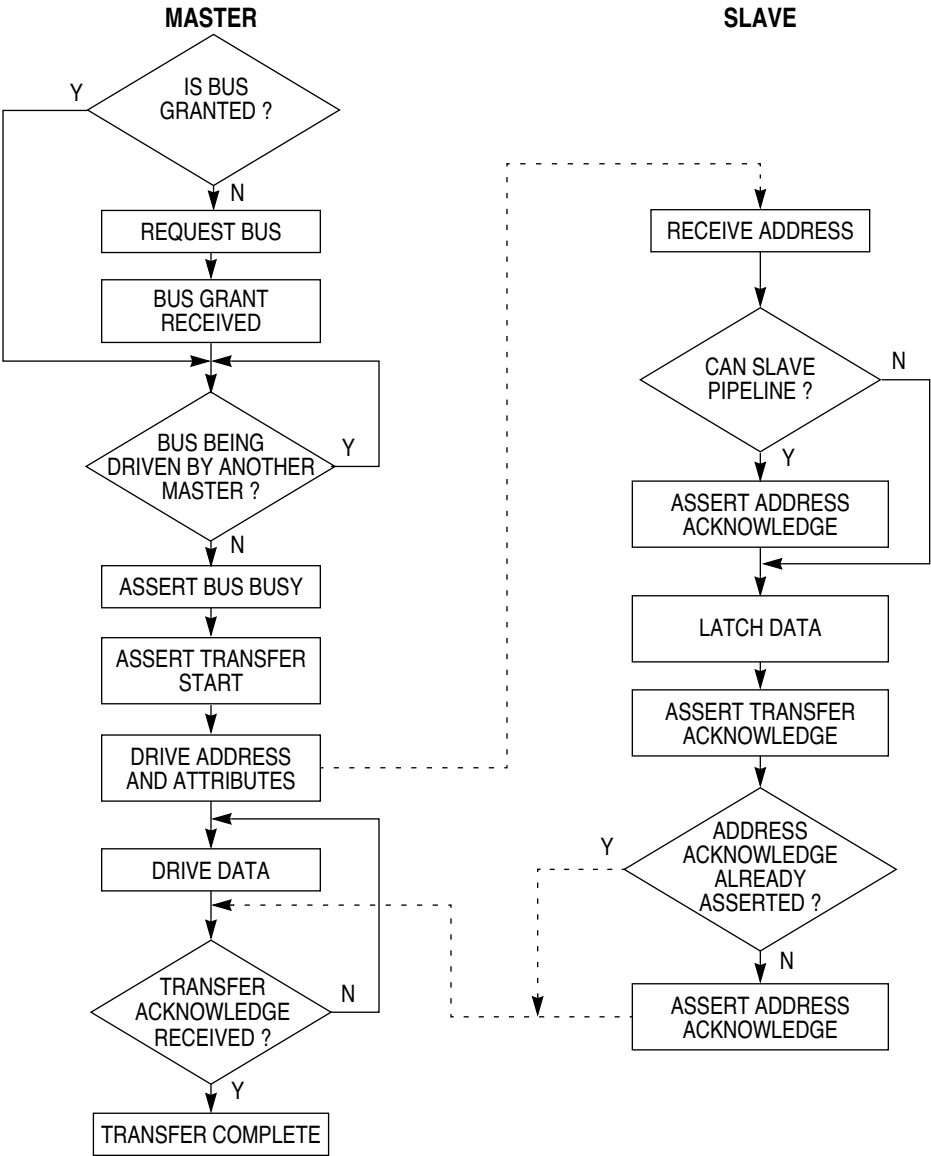 MASTER
IS BUS
GRANTED ?
Y
N
REQUEST BUS
BUS GRANT
RECEIVED
BUS BEING
DRIVEN BY ANOTHER
MASTER ?
Y
N
ASSERT BUS BUSY
ASSERT TRANSFER
START
DRIVE ADDRESS
AND ATTRIBUTES
DRIVE DATA
TRANSFER
ACKNOWLEDGE
RECEIVED ?
N
Y
TRANSFER COMPLETE
SLAVE
RECEIVE ADDRESS
CAN SLAVE
PIPELINE ?
N
Y
ASSERT ADDRESS
ACKNOWLEDGE
LATCH DATA
ASSERT TRANSFER
ACKNOWLEDGE
ADDRESS
ACKNOWLEDGE
ALREADY
ASSERTED ?
Y
N
ASSERT ADDRESS
ACKNOWLEDGE